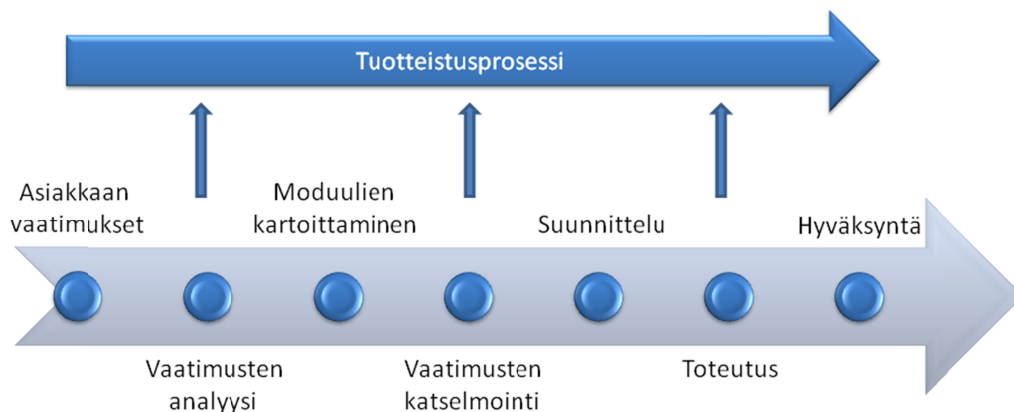 Tuotteistusprosessi
Asiakkaan
vaatimukset
Moduulien
kartoittaminen
Suunnittelu
Hyväksyntä
Vaatimusten
analyysi
Vaatimusten
katselmointi
Toteutus